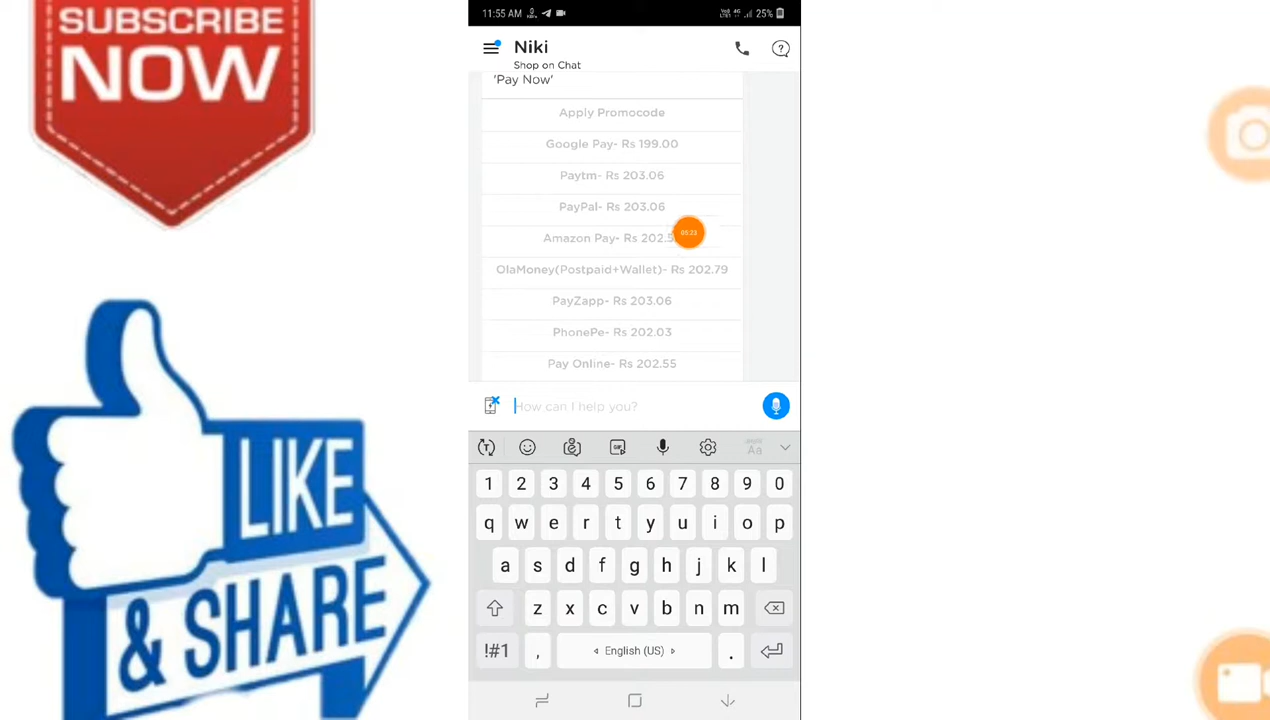 SUBSCRIBE
NOW
LIKE
& SHARE
11:55 AM
25%
Niki
Shop on Chat
'Pay Now'
Apply Promocode
Google Pay- Rs 199.00
Paytm- Rs 203.06
PayPal- Rs 203.06
Amazon Pay- Rs 202.5
05:33
OlaMoney(Postpaid+Wallet)- Rs 202.79
PayZapp- Rs 203.06
PhonePe- Rs 202.03
Pay Online- Rs 202.55
How can I help you?
1 2 3 4 5 6 7 8 9 0
q w e r t y u i o p
a s d f g h j k l
z x c v b n m
!#1 , English (US) .